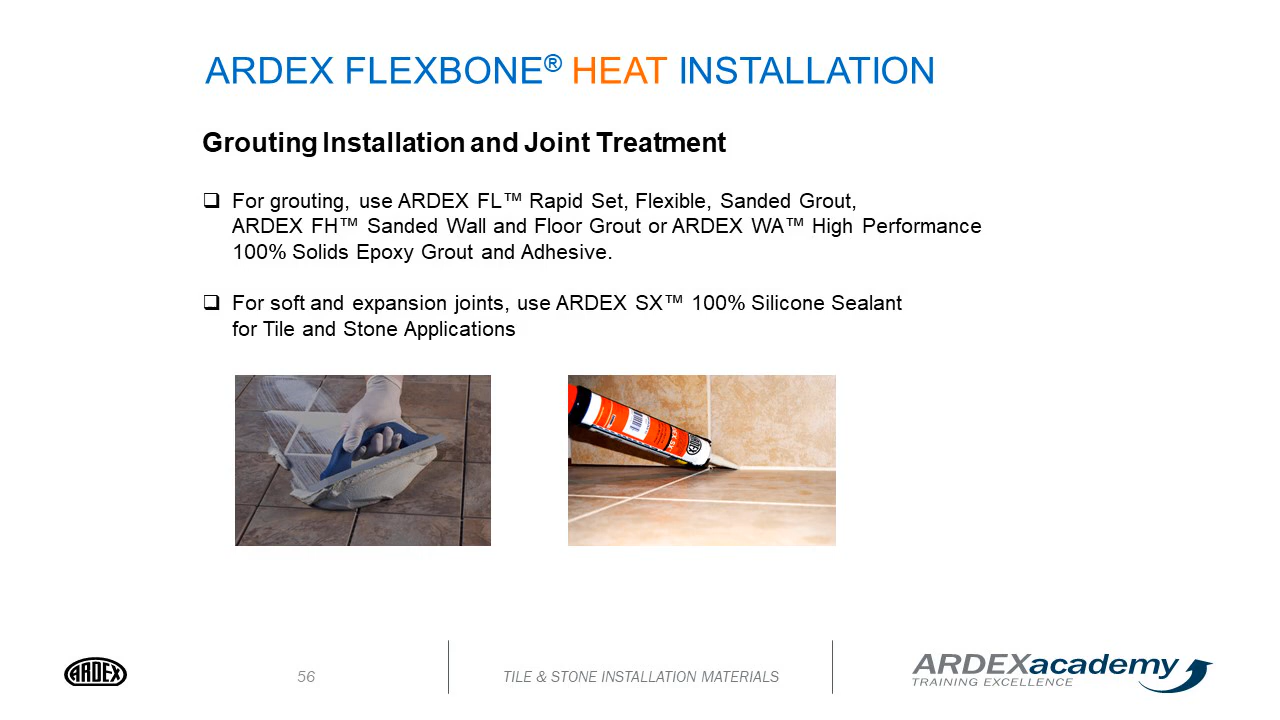 ARDEX FLEXBONE® HEAT INSTALLATION
Grouting Installation and Joint Treatment
For grouting, use ARDEX FL™ Rapid Set, Flexible, Sanded Grout,
ARDEX FH™ Sanded Wall and Floor Grout or ARDEX WA™ High Performance
100% Solids Epoxy Grout and Adhesive.
For soft and expansion joints, use ARDEX SX™ 100% Silicone Sealant
for Tile and Stone Applications
ARDEX
ARDEX
56
TILE & STONE INSTALLATION MATERIALS
ARDEXacademy
TRAINING EXCELLENCE